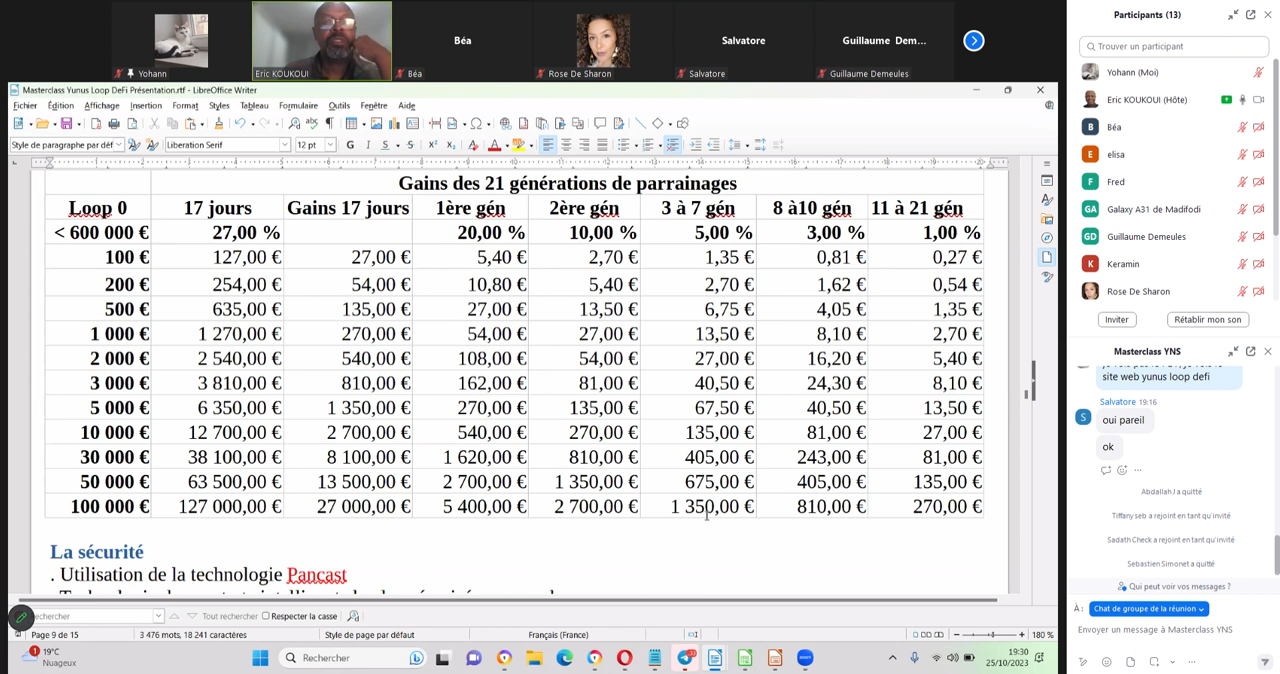 Béa
Salvatore
Guillaume Dem...
Yohann
Eric KOUKOUI
Béa
Rose De Sharon
Salvatore
Guillaume Demeules
Masterclass Yunus Loop DeFi Présentation.rtf - LibreOffice Writer
Fichier Édition Affichage Insertion Format Styles Tableau Formulaire Outils Fenêtre Aide
Style de paragraphe par déf Liberation Serif 12 pt
Gains des 21 générations de parrainages
Loop 0 17 jours Gains 17 jours 1ère gén 2ère gén 3 à 7 gén 8 à10 gén 11 à 21 gén
< 600 000 € 27,00 % 20,00 % 10,00 % 5,00 % 3,00 % 1,00 %
100 € 127,00 € 27,00 € 5,40 € 2,70 € 1,35 € 0,81 € 0,27 €
200 € 254,00 € 54,00 € 10,80 € 5,40 € 2,70 € 1,62 € 0,54 €
500 € 635,00 € 135,00 € 27,00 € 13,50 € 6,75 € 4,05 € 1,35 €
1 000 € 1 270,00 € 270,00 € 54,00 € 27,00 € 13,50 € 8,10 € 2,70 €
2 000 € 2 540,00 € 540,00 € 108,00 € 54,00 € 27,00 € 16,20 € 5,40 €
3 000 € 3 810,00 € 810,00 € 162,00 € 81,00 € 40,50 € 24,30 € 8,10 €
5 000 € 6 350,00 € 1 350,00 € 270,00 € 135,00 € 67,50 € 40,50 € 13,50 €
10 000 € 12 700,00 € 2 700,00 € 540,00 € 270,00 € 135,00 € 81,00 € 27,00 €
30 000 € 38 100,00 € 8 100,00 € 1 620,00 € 810,00 € 405,00 € 243,00 € 81,00 €
50 000 € 63 500,00 € 13 500,00 € 2 700,00 € 1 350,00 € 675,00 € 405,00 € 135,00 €
100 000 € 127 000,00 € 27 000,00 € 5 400,00 € 2 700,00 € 1 350,00 € 810,00 € 270,00 €
La sécurité
. Utilisation de la technologie Pancast
echercher Tout rechercher Respecter la casse
Page 9 de 15 3 476 mots, 18 241 caractères Style de page par défaut Français (France) 180 %
1 19°C
Nuageux
Rechercher
19:30
25/10/2023
Participants (13)
Trouver un participant
Yohann (Moi)
Eric KOUKOUI (Hôte)
B Béa
E elisa
F Fred
GA Galaxy A31 de Madifodi
GD Guillaume Demeules
K Keramin
Rose De Sharon
Inviter Rétablir mon son
Masterclass YNS
site web yunus loop defi
Salvatore 19:16
S oui pareil
ok
Abdallah J a quitté
Tiffany seb a rejoint en tant qu'invité
Sadath Check a rejoint en tant qu'invité
Sebastien Simonet a quitté
Qui peut voir vos messages ?
À : Chat de groupe de la réunion
Envoyer un message à Masterclass YNS